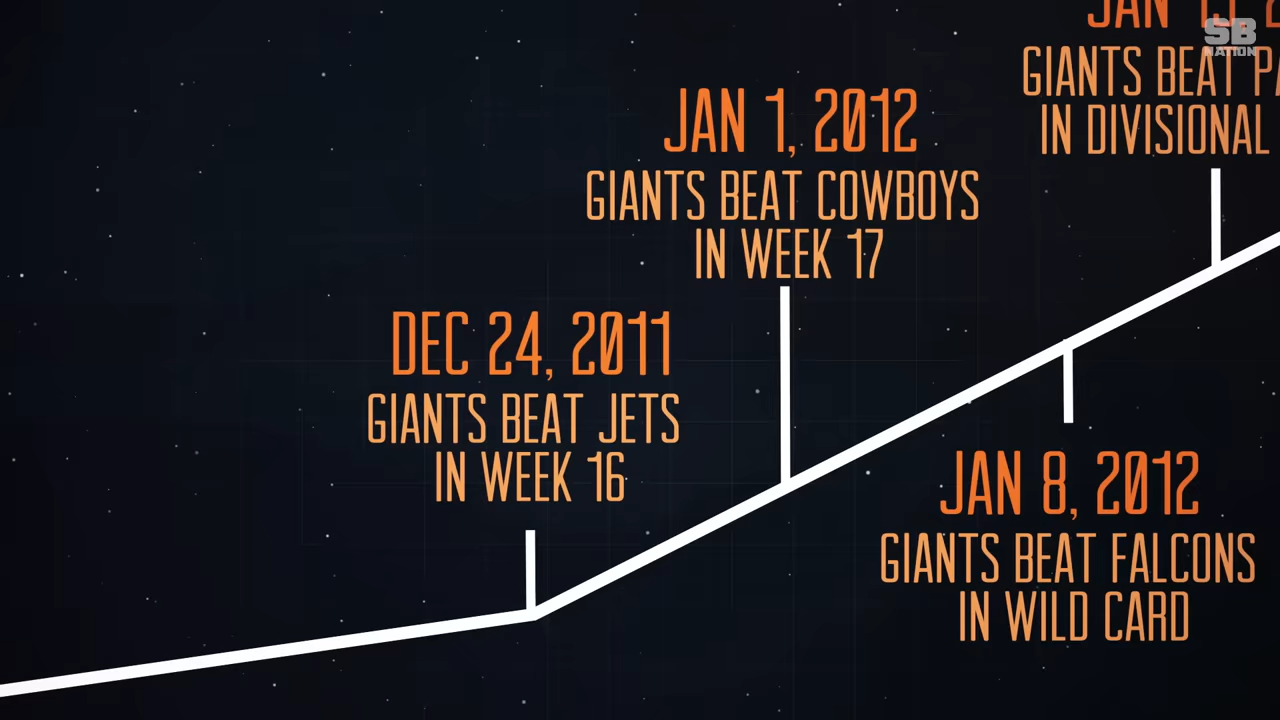 DEC 24, 2011
GIANTS BEAT JETS
IN WEEK 16
JAN 1, 2012
GIANTS BEAT COWBOYS
IN WEEK 17
JAN 8, 2012
GIANTS BEAT FALCONS
IN WILD CARD
JAN
GIANTS BEAT
IN DIVISIONAL
SB
NATION